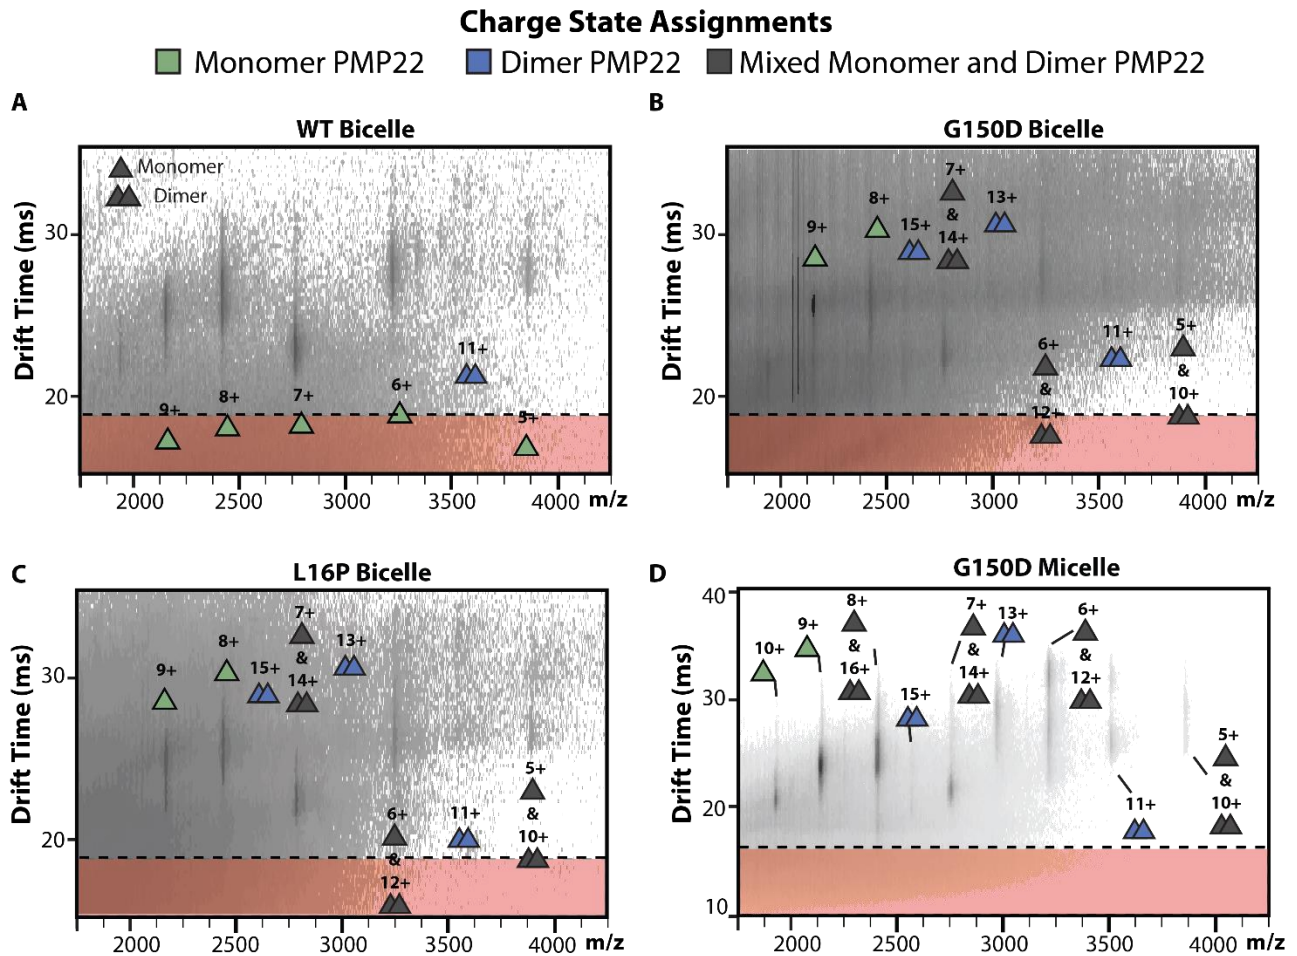 Charge State Assignments
Monomer PMP22 Dimer PMP22 Mixed Monomer and Dimer PMP22
A
WT Bicelle
Monomer
Dimer
Drift Time (ms)
30
20
9+ 8+ 7+ 6+ 11+ 5+
2000 2500 3000 3500 4000 m/z
B
G150D Bicelle
Drift Time (ms)
30
20
9+ 8+ 15+ 7+ & 14+ 13+
6+ & 12+ 11+ 5+ & 10+
2000 2500 3000 3500 4000 m/z
C
L16P Bicelle
Drift Time (ms)
30
20
9+ 8+ 15+ 7+ & 14+ 13+
6+ & 12+ 11+ 5+ & 10+
2000 2500 3000 3500 4000 m/z
D
G150D Micelle
Drift Time (ms)
40
30
20
10
10+ 9+ 8+ & 16+ 15+ 7+ & 14+ 13+ 6+ & 12+
11+ 5+ & 10+
2000 2500 3000 3500 4000 m/z